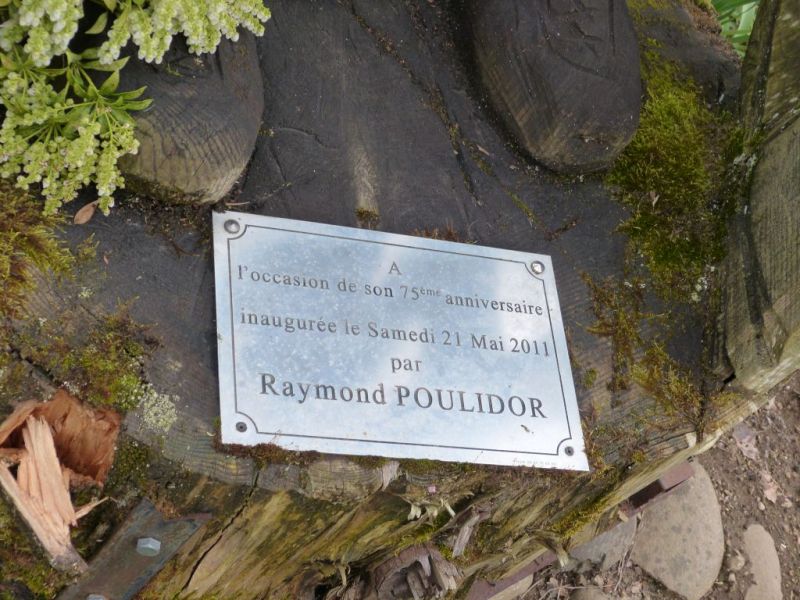 A
l'occasion de son 75ème anniversaire
inaugurée le Samedi 21 Mai 2011
par
Raymond POULIDOR